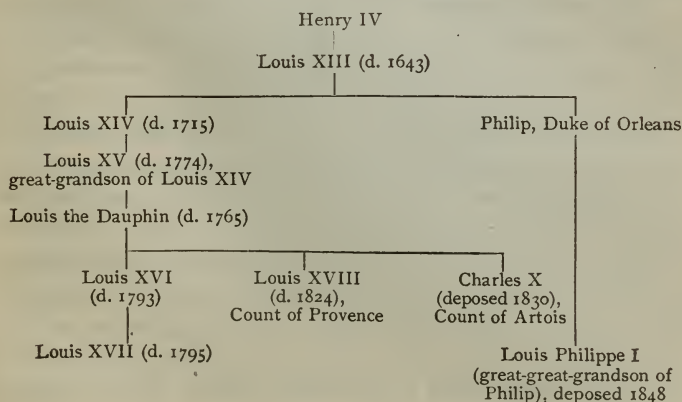 Henry IV
Louis XIII (d. 1643)
Louis XIV (d. 1715)
Philip, Duke of Orleans
Louis XV (d. 1774),
great-grandson of Louis XIV
Louis the Dauphin (d. 1765)
Louis XVI
(d. 1793)
Louis XVIII
(d. 1824),
Count of Provence
Charles X
(deposed 1830),
Count of Artois
Louis XVII (d. 1795)
Louis Philippe I
(great-great-grandson of
Philip), deposed 1848